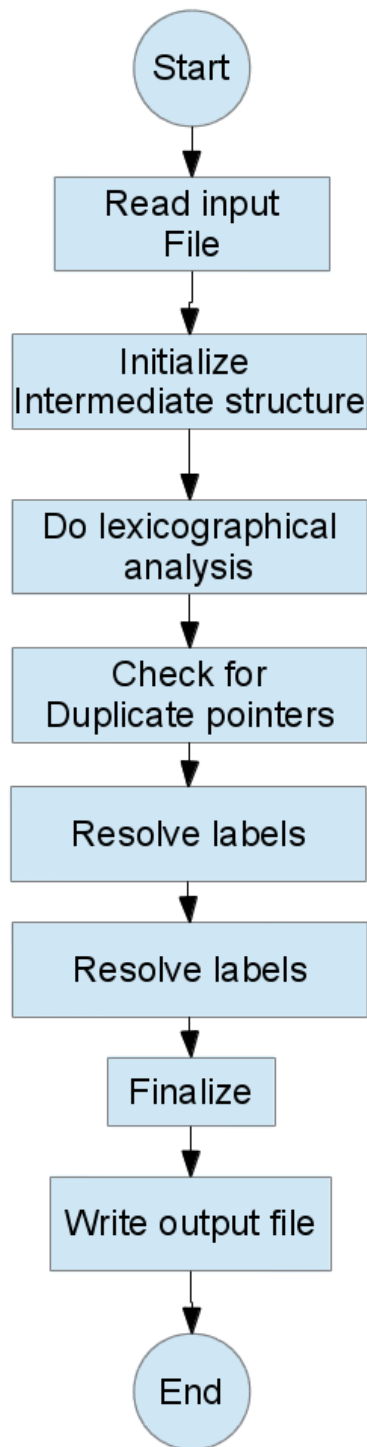 Start
Read input
File
Initialize
Intermediate structure
Do lexicographical
analysis
Check for
Duplicate pointers
Resolve labels
Resolve labels
Finalize
Write output file
End